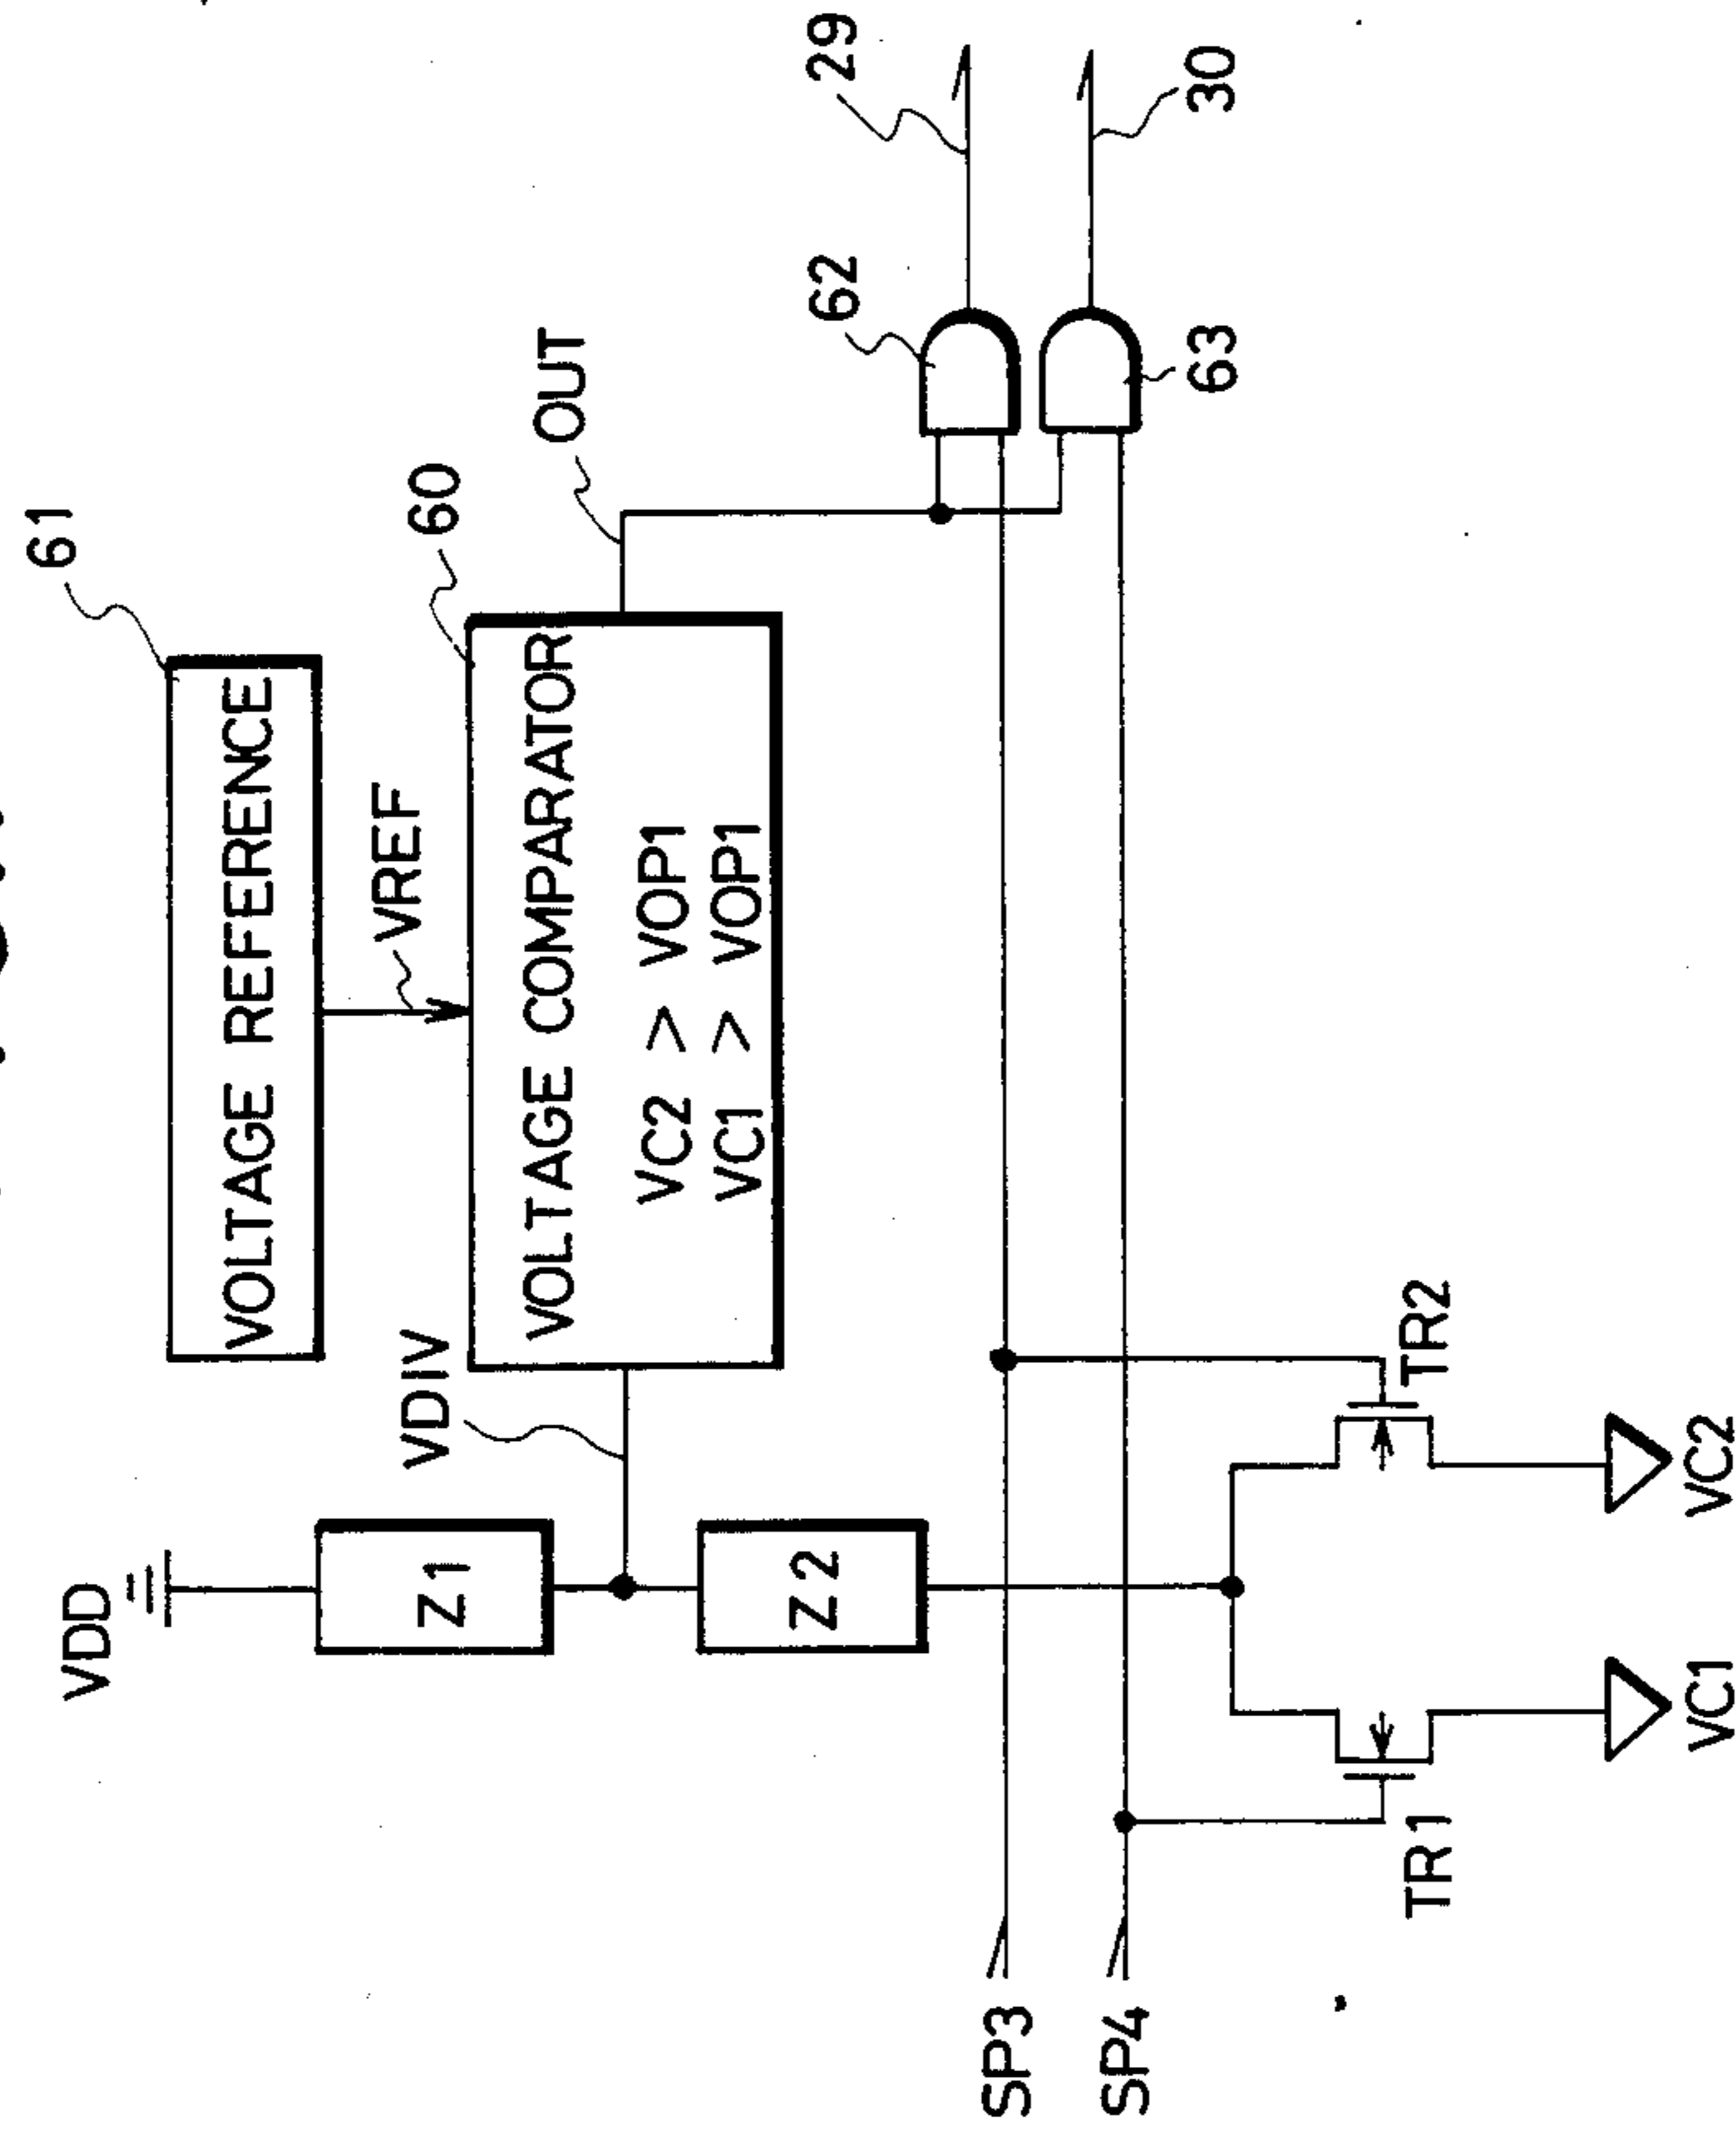 61
VOLTAGE REFERENCE
VREF
60
VOLTAGE COMPARATOR
VC2 > VOP1
VC1 > VOP1
OUT
VDD
Z1
VDIV
Z2
62
29
63
30
SP3
SP4
TR1
TR2
VC1
VC2